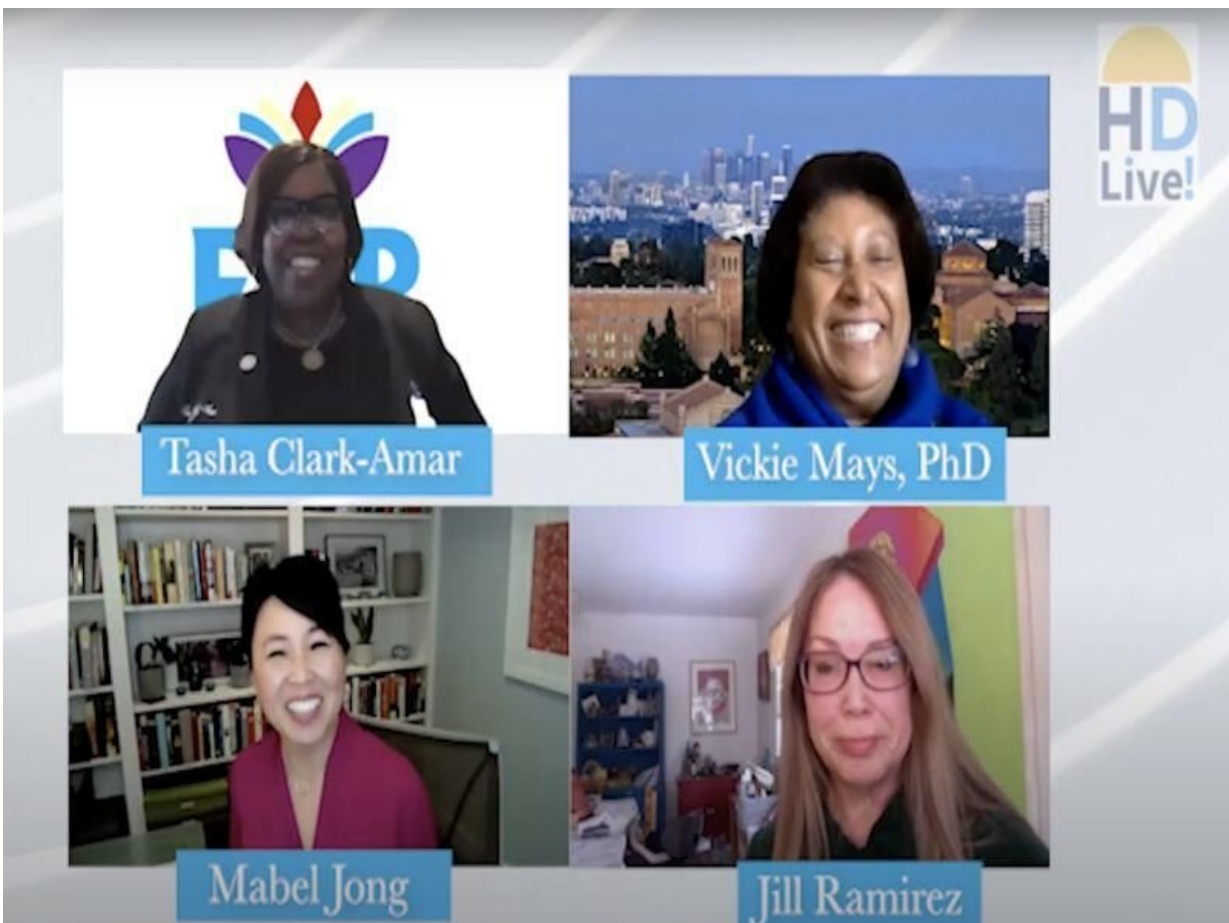 HD
Live!
Tasha Clark-Amar
Vickie Mays, PhD
Mabel Jong
Jill Ramirez